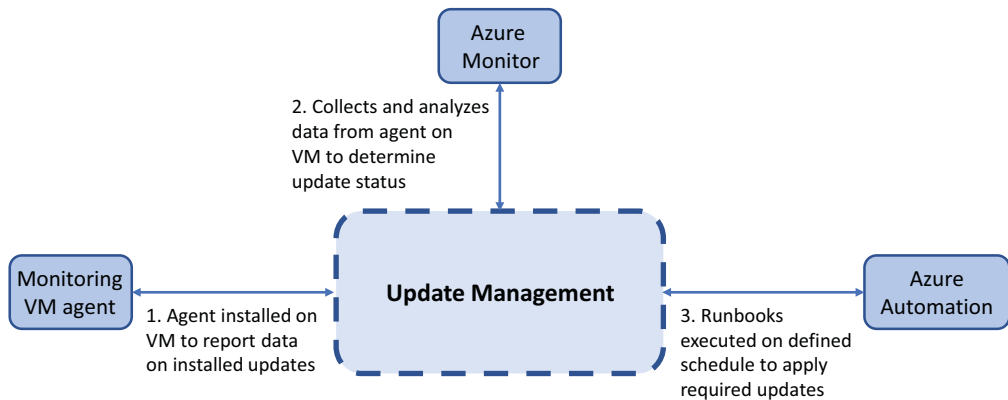 Azure
Monitor
2. Collects and analyzes
data from agent on
VM to determine
update status
Monitoring
VM agent
1. Agent installed on
VM to report data
on installed updates
Update Management
3. Runbooks
executed on defined
schedule to apply
required updates
Azure
Automation